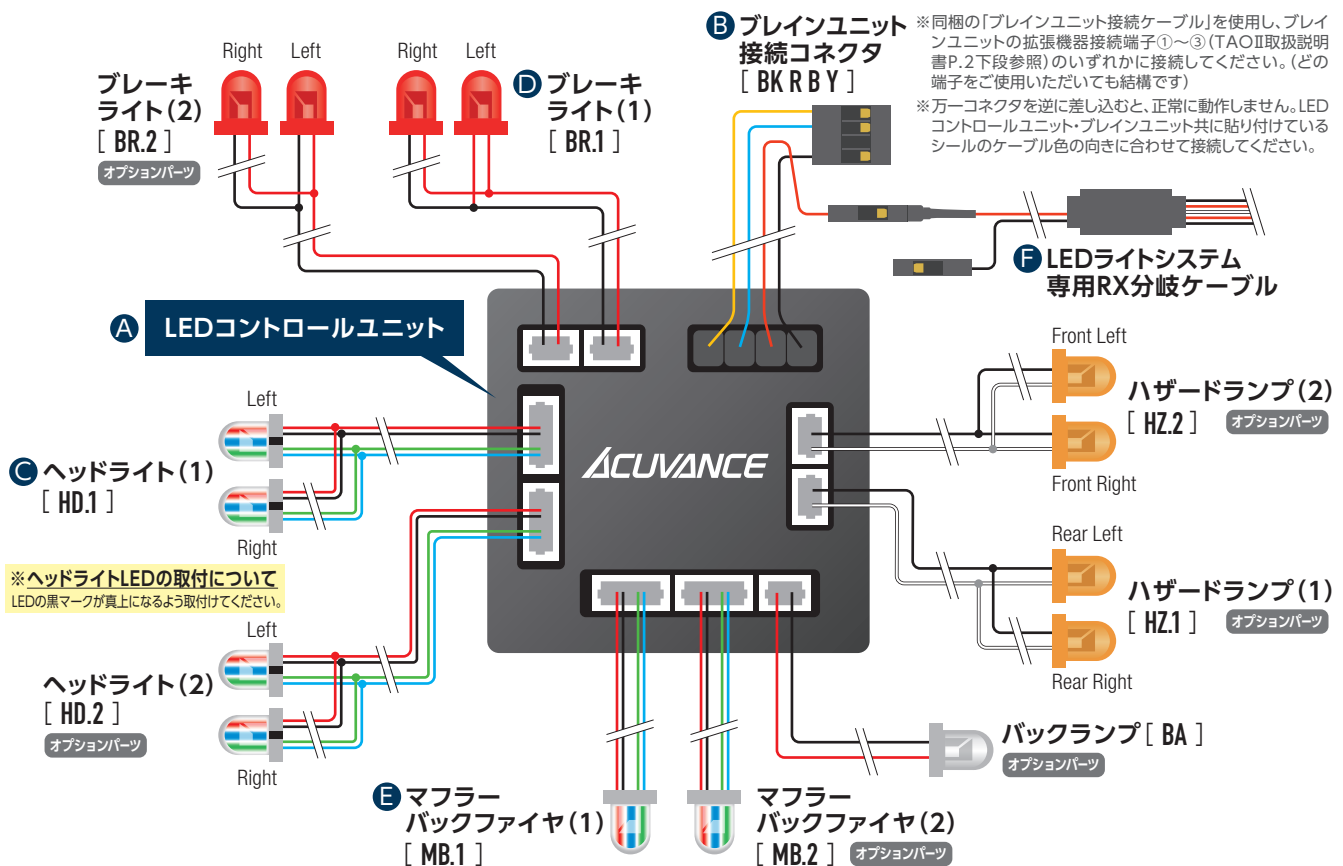 Right
Left
ブレーキ
ライト(2)
[ BR.2 ]
オプションパーツ
Right
Left
D ブレーキ
ライト(1)
[ BR.1 ]
B ブレインユニット
接続コネクタ
[ BK R B Y ]
※同梱の「ブレインユニット接続ケーブル」を使用し、ブレイ
ンユニットの拡張機器接続端子①〜③(TAOⅡ取扱説明
書P.2下段参照)のいずれかに接続してください。(どの
端子をご使用いただいても結構です)
※万一コネクタを逆に差し込むと、正常に動作しません。LED
コントロールユニット・ブレインユニット共に貼り付けている
シールのケーブル色の向きに合わせて接続してください。
F LEDライトシステム
専用RX分岐ケーブル
A LEDコントロールユニット
ACUVANCE
Left
C ヘッドライト(1)
[ HD.1 ]
Right
※ヘッドライトLEDの取付について
LEDの黒マークが真上になるよう取付けてください。
Left
ヘッドライト(2)
[ HD.2 ]
オプションパーツ
Right
Front Left
ハザードランプ(2)
[ HZ.2 ] オプションパーツ
Front Right
Rear Left
ハザードランプ(1)
[ HZ.1 ] オプションパーツ
Rear Right
バックランプ[ BA ]
オプションパーツ
E マフラー
バックファイヤ(1)
[ MB.1 ]
マフラー
バックファイヤ(2)
[ MB.2 ] オプションパーツ